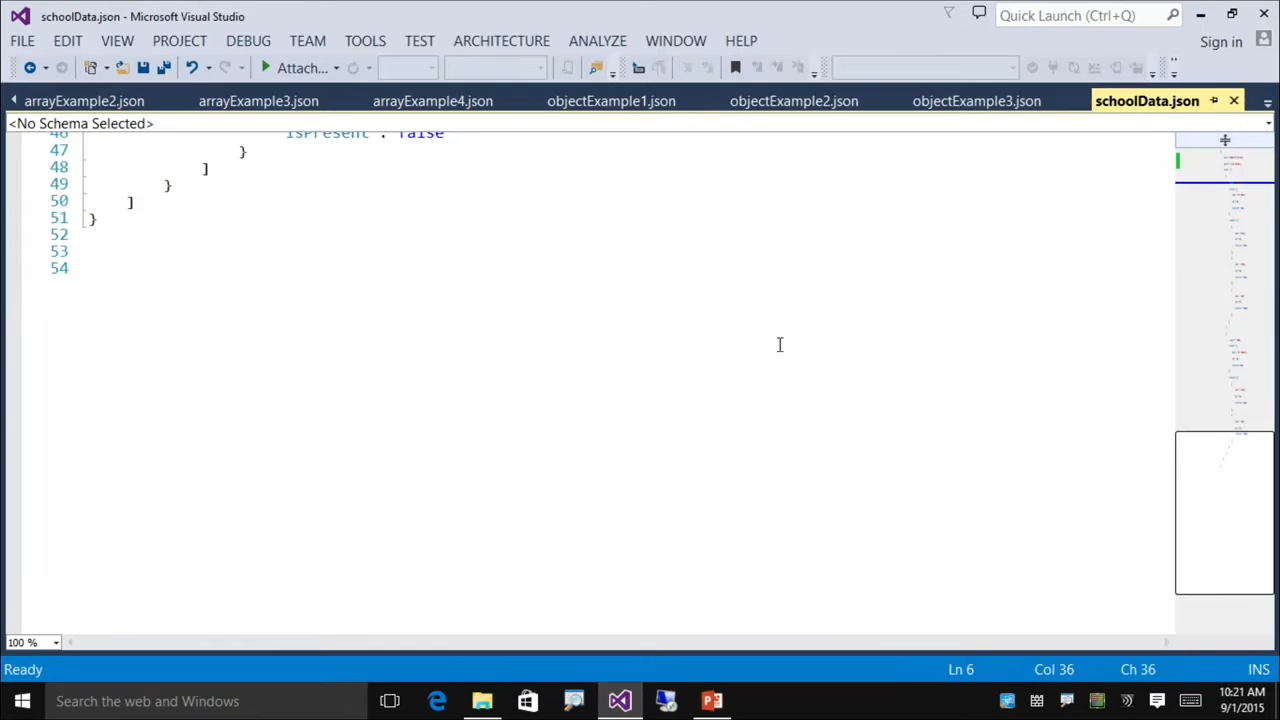 schoolData.json - Microsoft Visual Studio
Quick Launch (Ctrl+Q)
FILE EDIT VIEW PROJECT DEBUG TEAM TOOLS TEST ARCHITECTURE ANALYZE WINDOW HELP
Sign in
Attach...
arrayExample2.json arrayExample3.json arrayExample4.json objectExample1.json objectExample2.json objectExample3.json schoolData.json
<No Schema Selected>
46 "IsPresent" : false
47 }
48 ]
49 }
50 ]
51 }
52
53
54
100 %
Ready Ln 6 Col 36 Ch 36 INS
Search the web and Windows
10:21 AM
9/1/2015